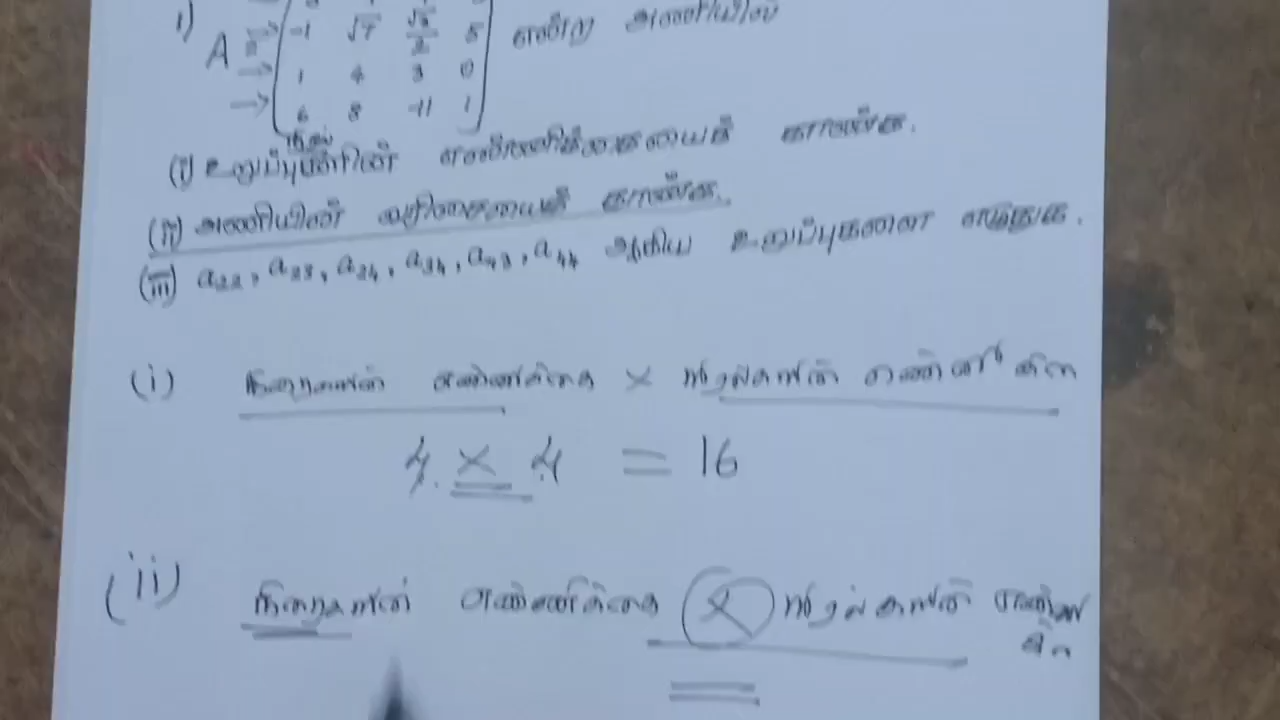 i)
-1 √7 √3/2 5 என்ற அணியில்
A = 1 4 3 0
6 8 -11 1
(i) உறுப்புகளின் எண்ணிக்கையைக் காண்க.
(ii) அணியின் வரிசையைக் காண்க.
(iii) a₂₂, a₂₃, a₂₄, a₃₄, a₄₃, a₄₄ ஆகிய உறுப்புகளை எழுதுக.
(i) நிரைகளின் எண்ணிக்கை × நிரல்களின் எண்ணிக்கை
4 × 4 = 16
(ii) நிரைகளின் எண்ணிக்கை × நிரல்களின் எண்ணிக்கை